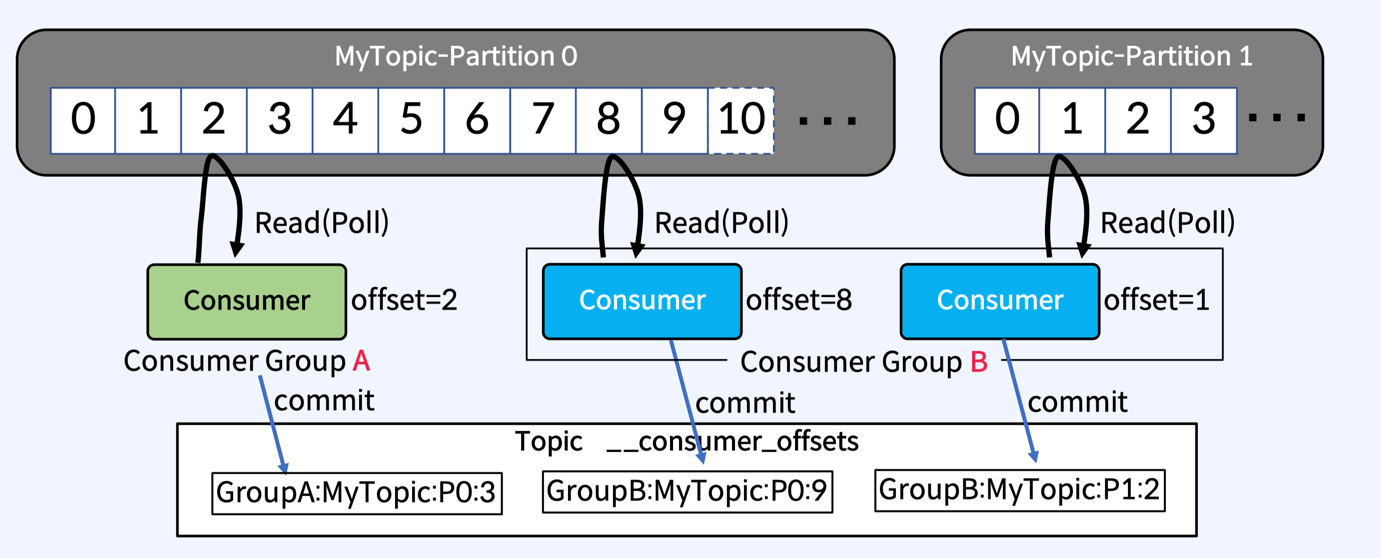 MyTopic-Partition 0
MyTopic-Partition 1
0 1 2 3 4 5 6 7 8 9 10 ...
0 1 2 3 ...
Read(Poll)
Read(Poll)
Read(Poll)
Consumer
offset=2
Consumer
offset=8
Consumer
offset=1
Consumer Group A
Consumer Group B
commit
commit
commit
Topic __consumer_offsets
GroupA:MyTopic:P0:3
GroupB:MyTopic:P0:9
GroupB:MyTopic:P1:2